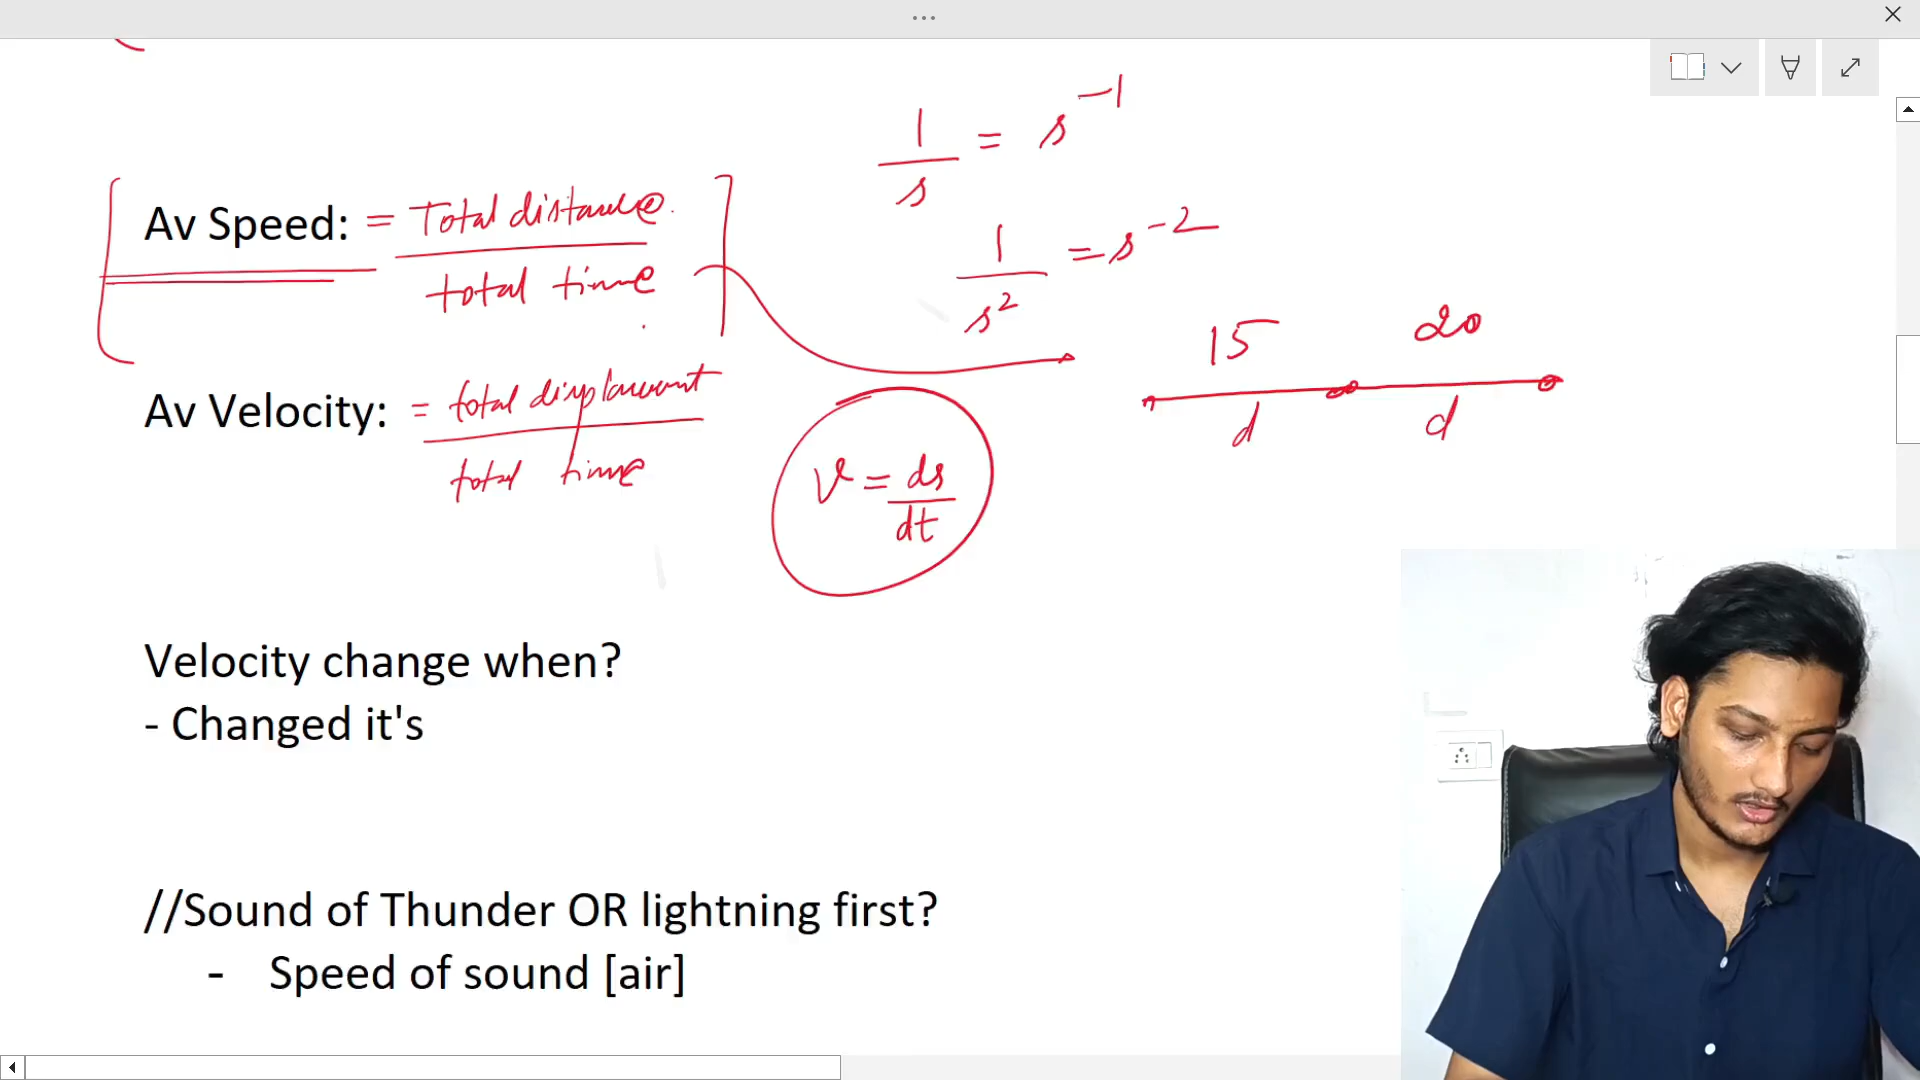 1/s = s⁻¹
Av Speed: = Total distance / total time
1/s² = s⁻²
15 20
d d
Av Velocity: = total displacement / total time
v = ds/dt
Velocity change when?
- Changed it's
//Sound of Thunder OR lightning first?
- Speed of sound [air]